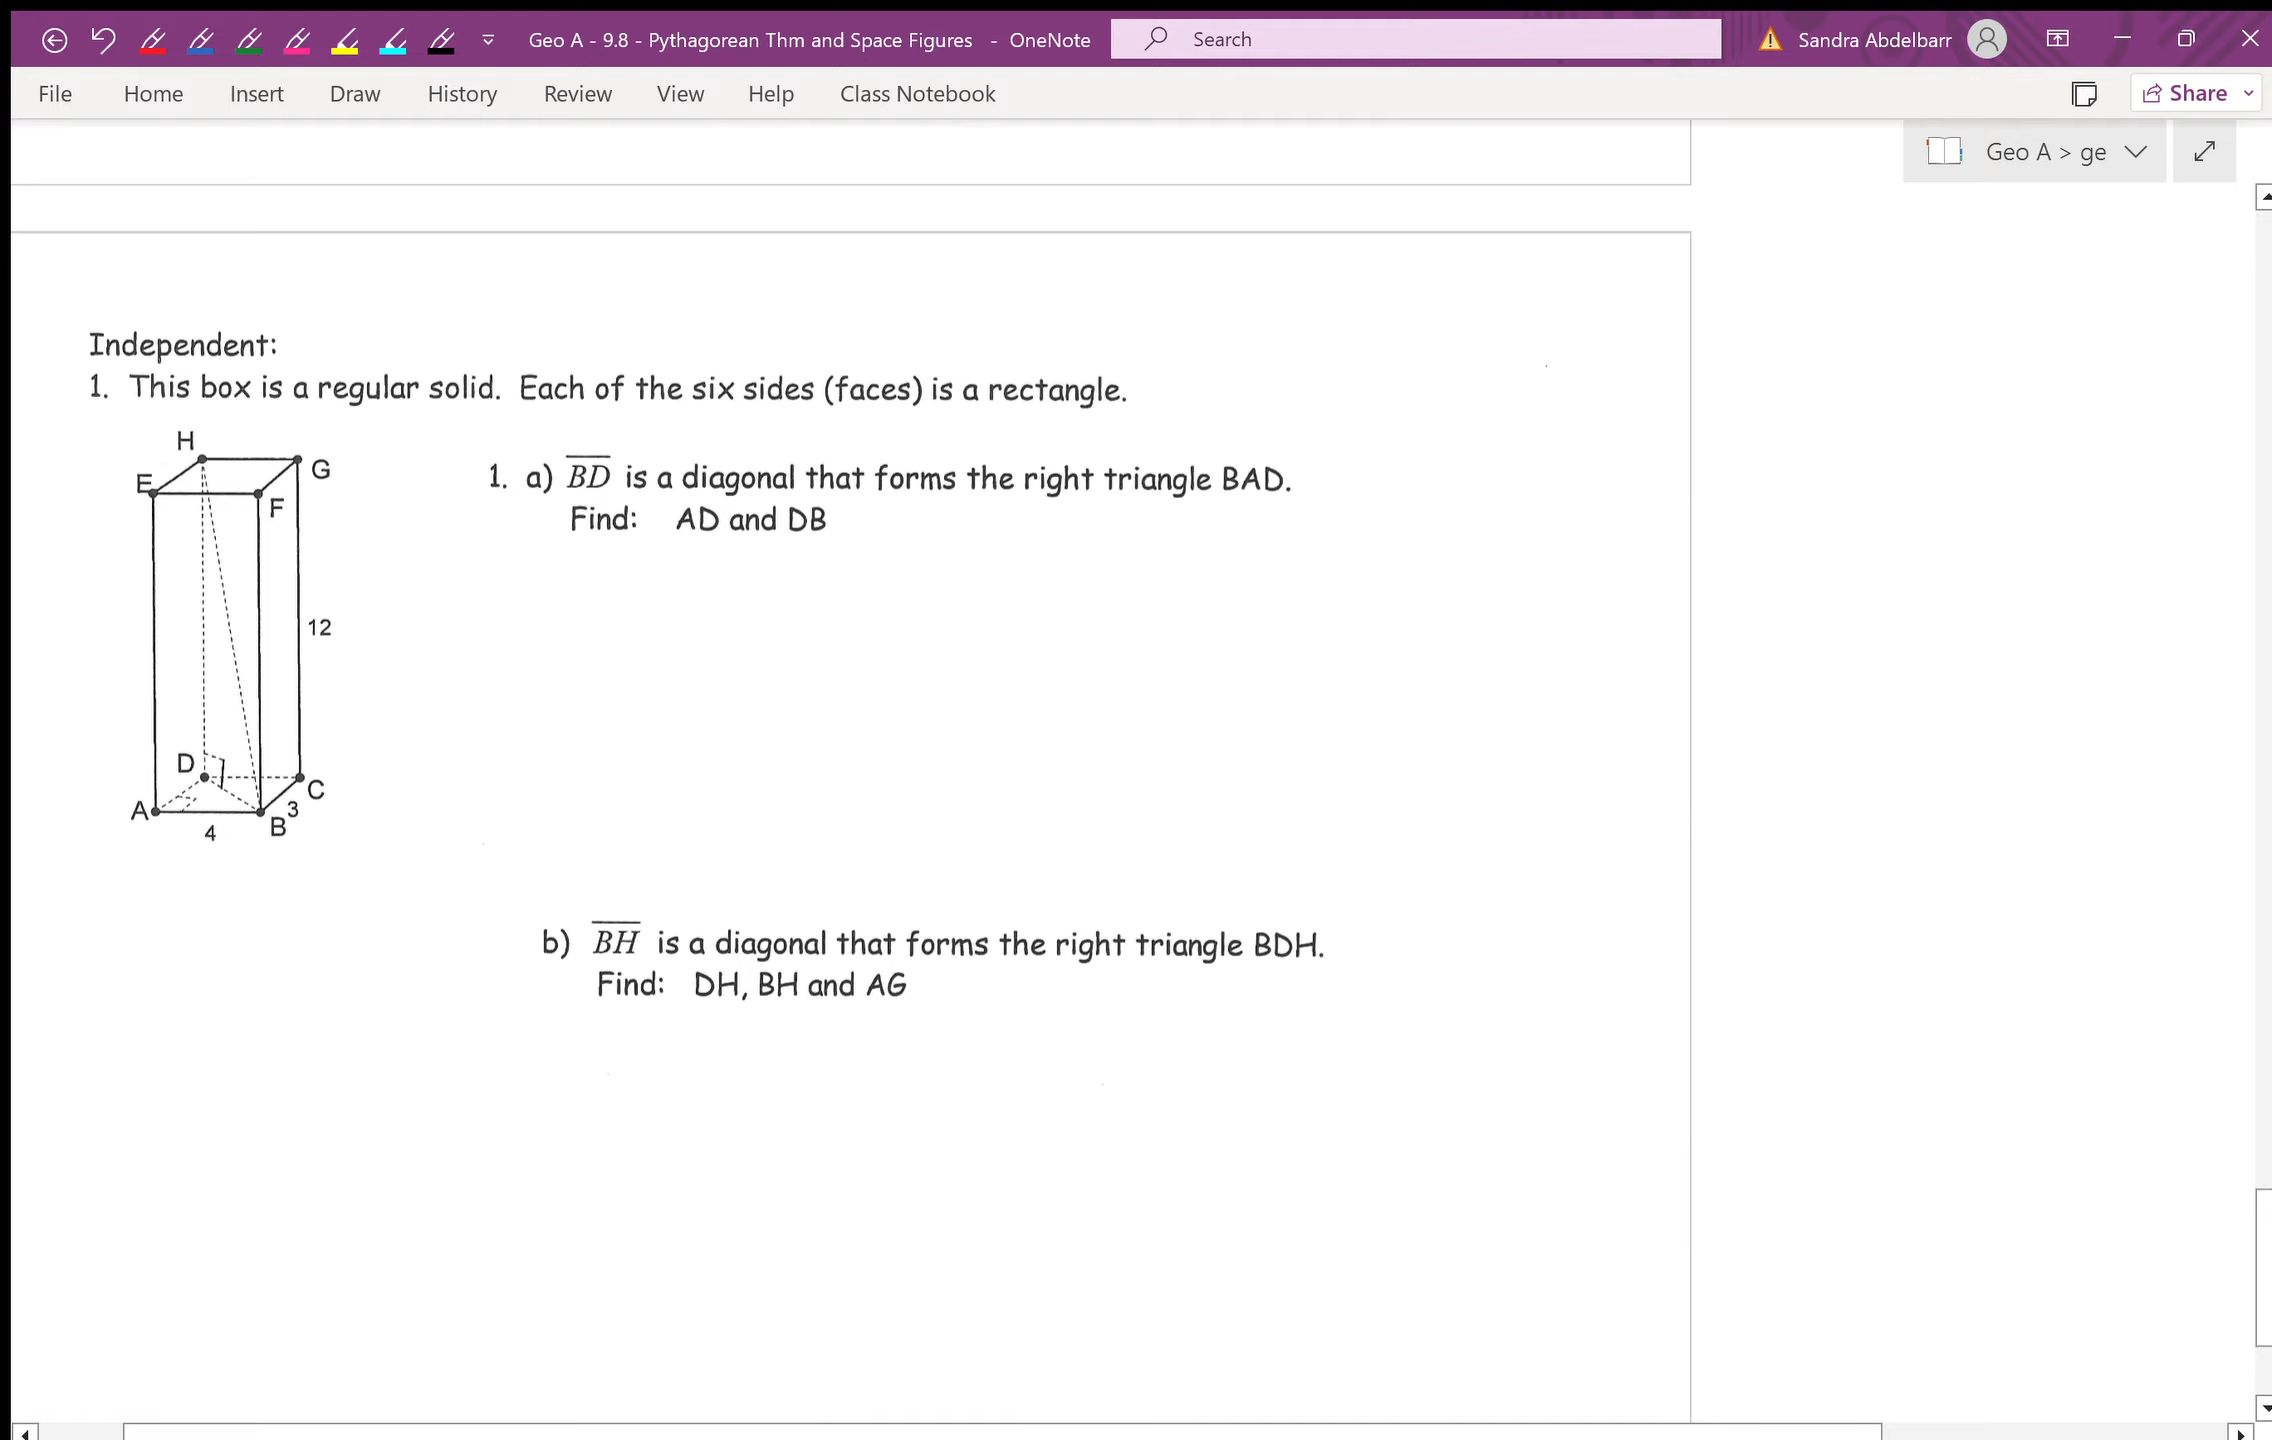 Geo A - 9.8 - Pythagorean Thm and Space Figures - OneNote
Search
Sandra Abdelbarr
File Home Insert Draw History Review View Help Class Notebook
Share
Geo A > ge
Independent:
1. This box is a regular solid. Each of the six sides (faces) is a rectangle.
H
G
E
F
12
D
C
A
3
B
4
1. a) BD is a diagonal that forms the right triangle BAD.
Find: AD and DB
b) BH is a diagonal that forms the right triangle BDH.
Find: DH, BH and AG